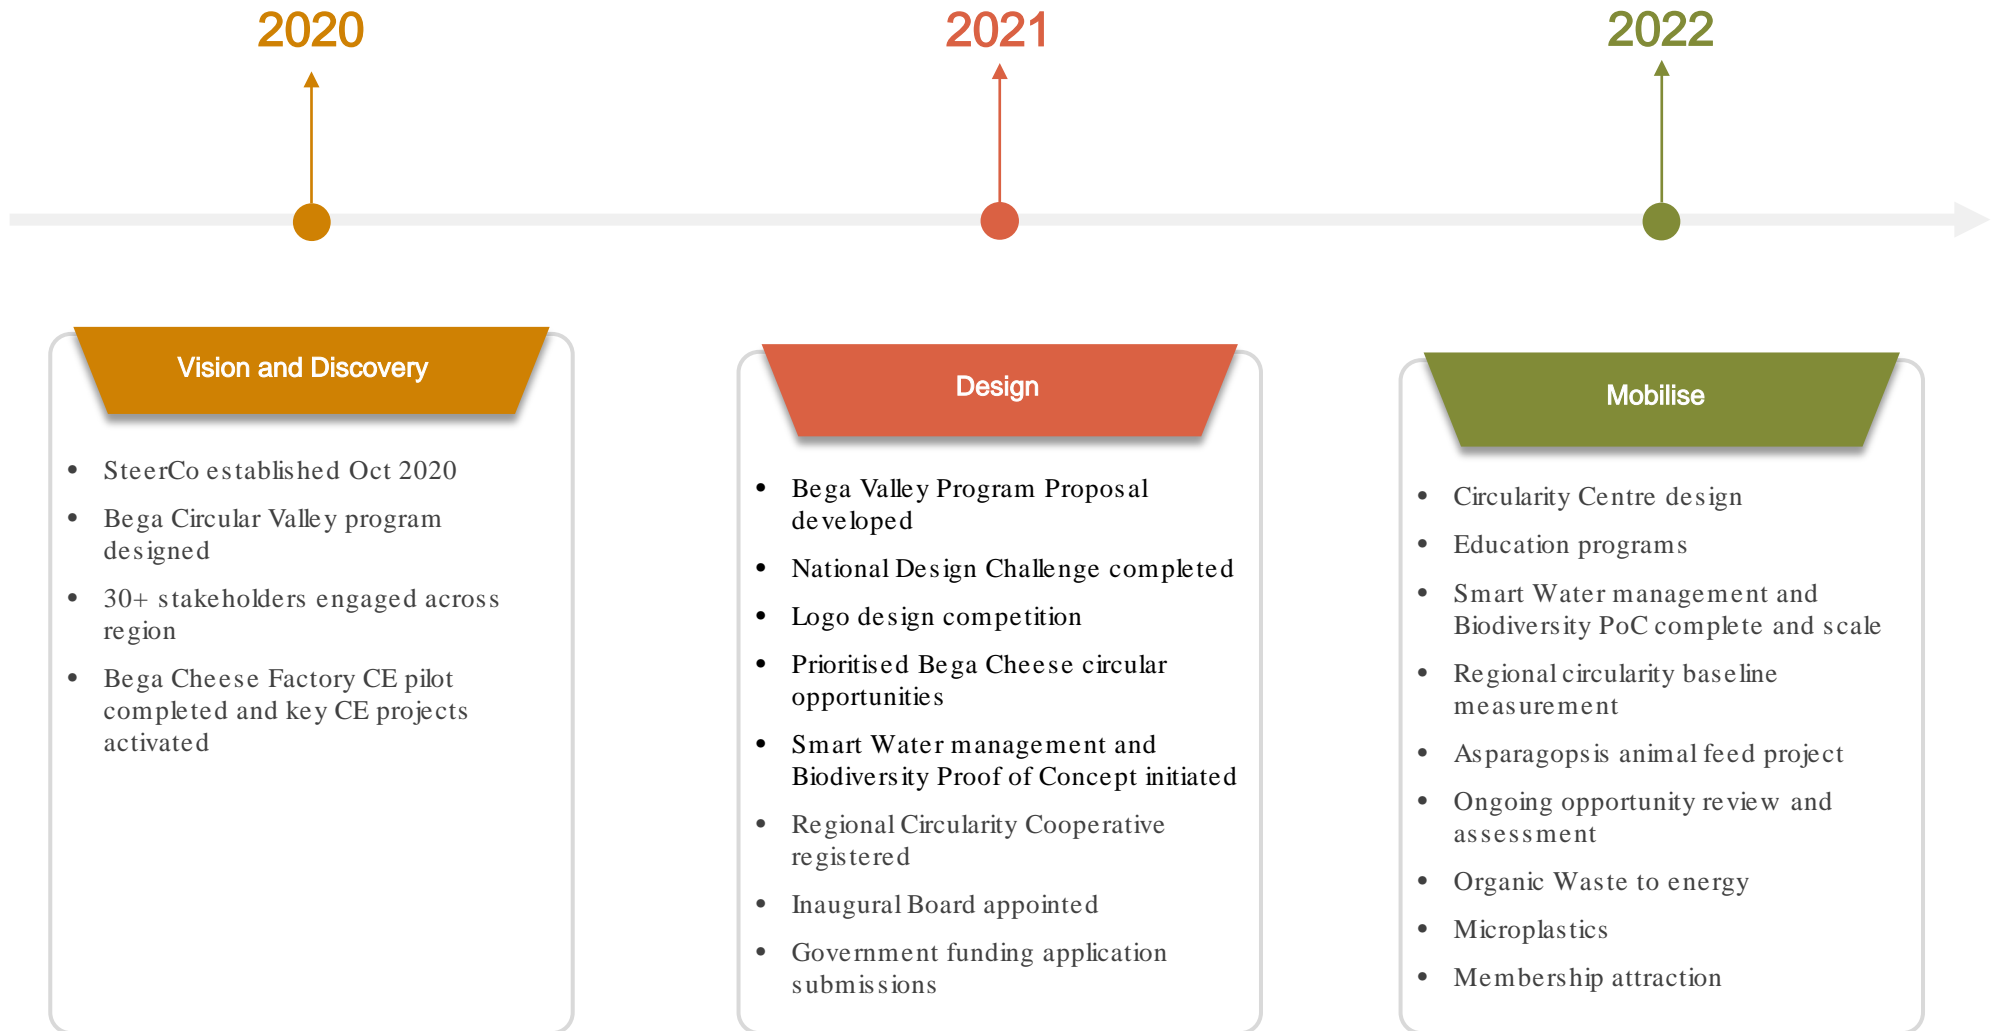 2020
2021
2022
Vision and Discovery
• SteerCo established Oct 2020
• Bega Circular Valley program
designed
• 30+ stakeholders engaged across
region
• Bega Cheese Factory CE pilot
completed and key CE projects
activated
Design
• Bega Valley Program Proposal
developed
• National Design Challenge completed
• Logo design competition
• Prioritised Bega Cheese circular
opportunities
• Smart Water management and
Biodiversity Proof of Concept initiated
• Regional Circularity Cooperative
registered
• Inaugural Board appointed
• Government funding application
submissions
Mobilise
• Circularity Centre design
• Education programs
• Smart Water management and
Biodiversity PoC complete and scale
• Regional circularity baseline
measurement
• Asparagopsis animal feed project
• Ongoing opportunity review and
assessment
• Organic Waste to energy
• Microplastics
• Membership attraction